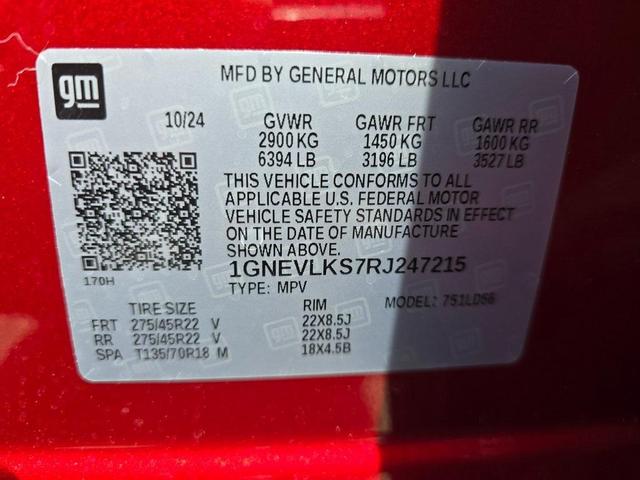 gm
MFD BY GENERAL MOTORS LLC
10/24 GVWR GAWR FRT GAWR RR
2900 KG 1450 KG 1600 KG
6394 LB 3196 LB 3527 LB
THIS VEHICLE CONFORMS TO ALL
APPLICABLE U.S. FEDERAL MOTOR
VEHICLE SAFETY STANDARDS IN EFFECT
ON THE DATE OF MANUFACTURE
SHOWN ABOVE.
170H
1GNEVLKS7RJ247215
TYPE: MPV MODEL:
TIRE SIZE RIM
FRT 275/45R22 V 22X8.5J
RR 275/45R22 V 22X8.5J
SPA T135/70R18 M 18X4.5B